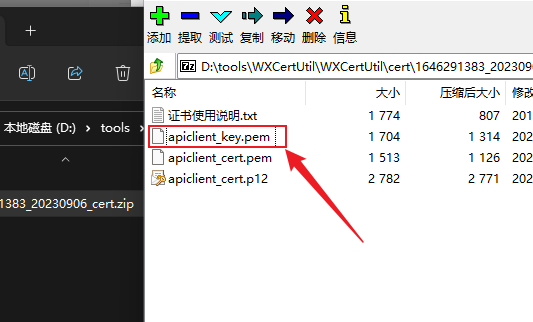 添加 提取 测试 复制 移动 删除 信息
D:\tools\WXCertUtil\WXCertUtil\cert\1646291383_2023090
名称 大小 压缩后大小 修改
证书使用说明.txt 1 774 807 201
apiclient_key.pem 1 704 1 314 202
apiclient_cert.pem 1 513 1 126 202
apiclient_cert.p12 2 782 2 771 202
本地磁盘 (D:) › tools
1383_20230906_cert.zip